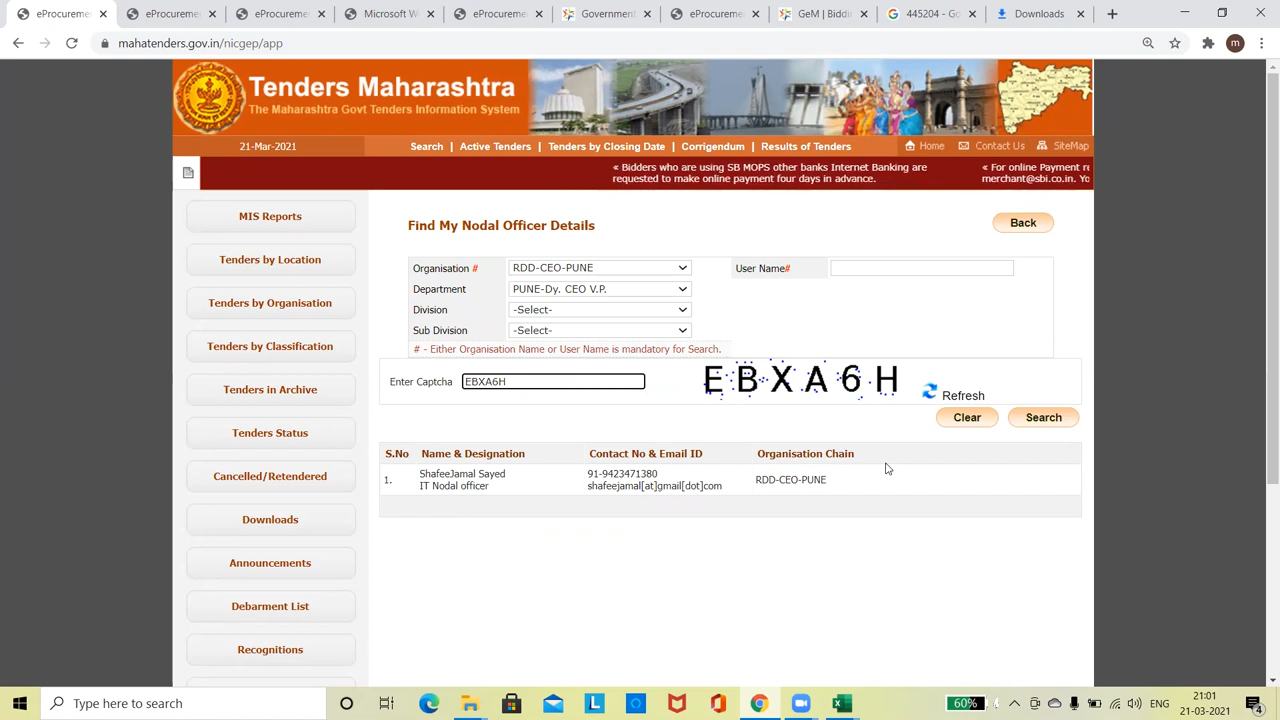 eProcureme
eProcureme
eProcureme
Microsoft W
eProcureme
Government
eProcureme
GeM | Biddin
445204 - Go
Downloads
mahatenders.gov.in/nicgep/app
m
Tenders Maharashtra
The Maharashtra Govt Tenders Information System
21-Mar-2021
Search | Active Tenders | Tenders by Closing Date | Corrigendum | Results of Tenders
Home
Contact Us
SiteMap
« Bidders who are using SB MOPS other banks Internet Banking are
requested to make online payment four days in advance.
« For online Payment re
merchant@sbi.co.in. Yo
MIS Reports
Tenders by Location
Tenders by Organisation
Tenders by Classification
Tenders in Archive
Tenders Status
Cancelled/Retendered
Downloads
Announcements
Debarment List
Recognitions
Find My Nodal Officer Details
Back
Organisation # RDD-CEO-PUNE User Name#
Department PUNE-Dy. CEO V.P.
Division -Select-
Sub Division -Select-
# - Either Organisation Name or User Name is mandatory for Search.
Enter Captcha EBXA6H EBXA6H Refresh
Clear Search
S.No Name & Designation Contact No & Email ID Organisation Chain
1. ShafeeJamal Sayed 91-9423471380 RDD-CEO-PUNE
IT Nodal officer shafeejamal[at]gmail[dot]com
Type here to search
60%
ENG
21:01
21-03-2021
4